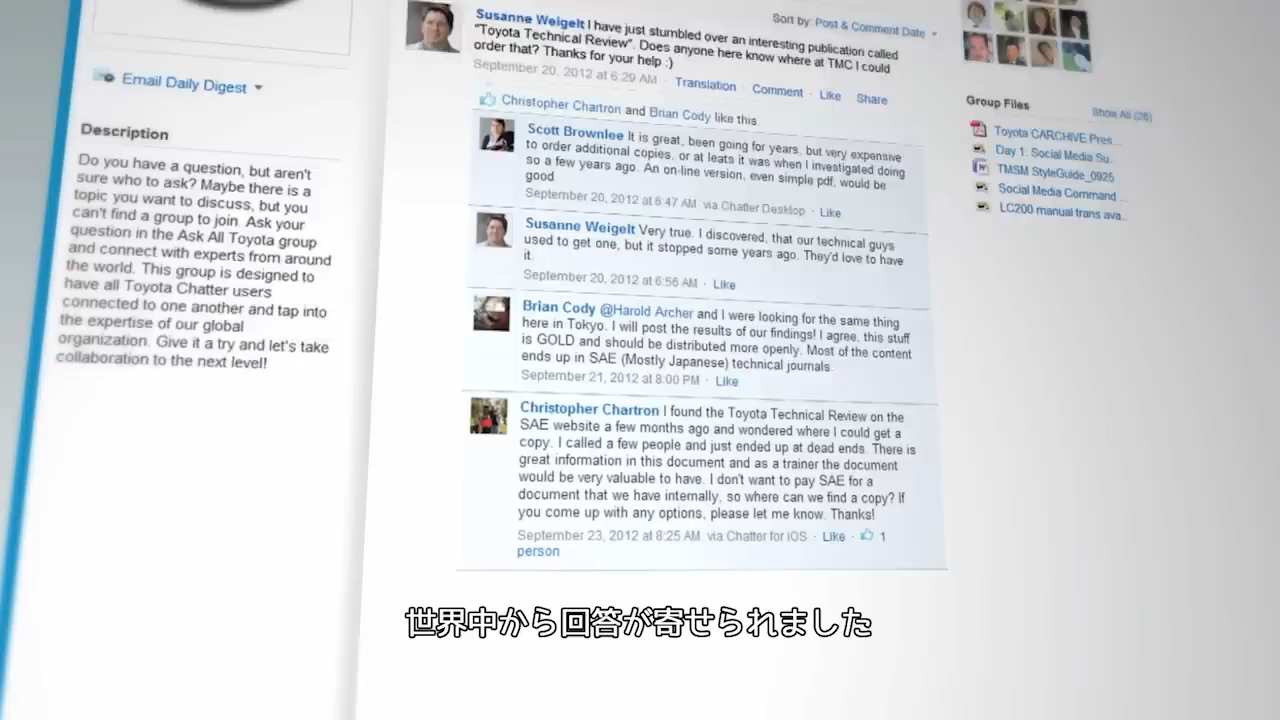 Email Daily Digest
Description
Do you have a question, but aren't
sure who to ask? Maybe there is a
topic you want to discuss, but you
can't find a group to join. Ask your
question in the Ask All Toyota group
and connect with experts from around
the world. This group is designed to
have all Toyota Chatter users
connected to one another and tap into
the expertise of our global
organization. Give it a try and let's take
collaboration to the next level!
Sort by: Post & Comment Date
Susanne Weigelt I have just stumbled over an interesting publication called
"Toyota Technical Review". Does anyone here know where at TMC I could
order that? Thanks for your help :)
September 20, 2012 at 6:29 AM · Translation · Comment · Like · Share
Christopher Chartron and Brian Cody like this.
Scott Brownlee It is great, been going for years, but very expensive
to order additional copies, or at leats it was when I investigated doing
so a few years ago. An on-line version, even simple pdf, would be
good
September 20, 2012 at 6:47 AM via Chatter Desktop · Like
Susanne Weigelt Very true. I discovered, that our technical guys
used to get one, but it stopped some years ago. They'd love to have
it.
September 20, 2012 at 6:56 AM · Like
Brian Cody @Harold Archer and I were looking for the same thing
here in Tokyo. I will post the results of our findings! I agree, this stuff
is GOLD and should be distributed more openly. Most of the content
ends up in SAE (Mostly Japanese) technical journals.
September 21, 2012 at 8:00 PM · Like
Christopher Chartron I found the Toyota Technical Review on the
SAE website a few months ago and wondered where I could get a
copy. I called a few people and just ended up at dead ends. There is
great information in this document and as a trainer the document
would be very valuable to have. I don't want to pay SAE for a
document that we have internally, so where can we find a copy? If
you come up with any options, please let me know. Thanks!
September 23, 2012 at 8:25 AM via Chatter for iOS · Like · 1
person
Group Files
Show All (26)
Toyota CARCHIVE Pres...
Day 1. Social Media Su..
TMSM StyleGuide_0925
Social Media Command ...
LC200 manual trans ava...
世界中から回答が寄せられました